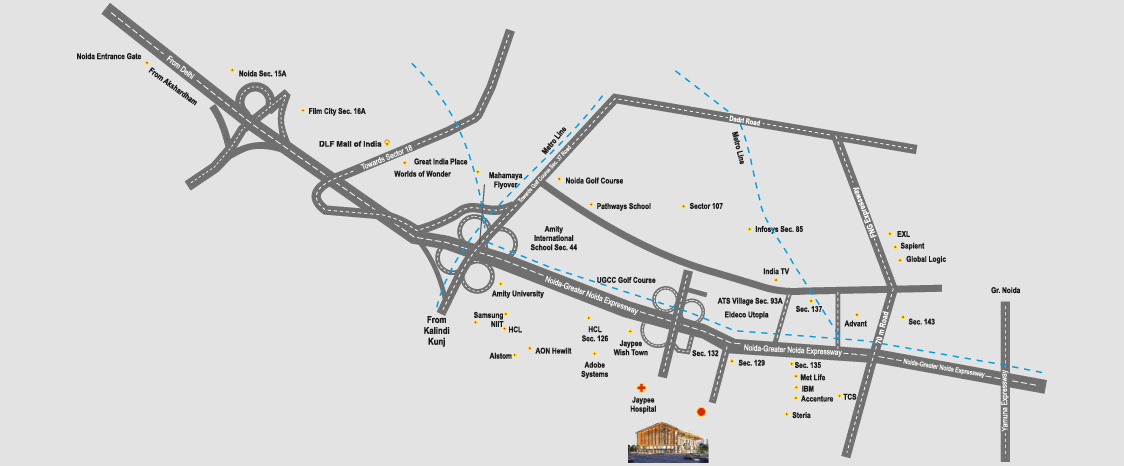 Noida Entrance Gate
From Delhi
From Akshardham
Noida Sec. 15A
Film City Sec. 16A
DLF Mall of India
Towards Sector 18
Great India Place
Worlds of Wonder
Mahamaya
Flyover
Metro Line
Towards Golf Course Sec. 37 Road
Dadri Road
Metro Line
Noida Golf Course
Pathways School
Sector 107
Infosys Sec. 85
FNG Expressway
EXL
Sapient
Global Logic
Amity
International
School Sec. 44
India TV
UGCC Golf Course
Noida-Greater Noida Expressway
Amity University
ATS Village Sec. 93A
Eldeco Utopia
Sec. 137
Advant
70 m Road
Sec. 143
Gr. Noida
From
Kalindi
Kunj
Samsung
NIIT
HCL
Alstom
AON Hewitt
HCL
Sec. 126
Adobe
Systems
Jaypee
Wish Town
Sec. 132
Noida-Greater Noida Expressway
Noida-Greater Noida Expressway
Sec. 129
Sec. 135
Met Life
IBM
Accenture
TCS
Steria
Yamuna Expressway
Jaypee
Hospital